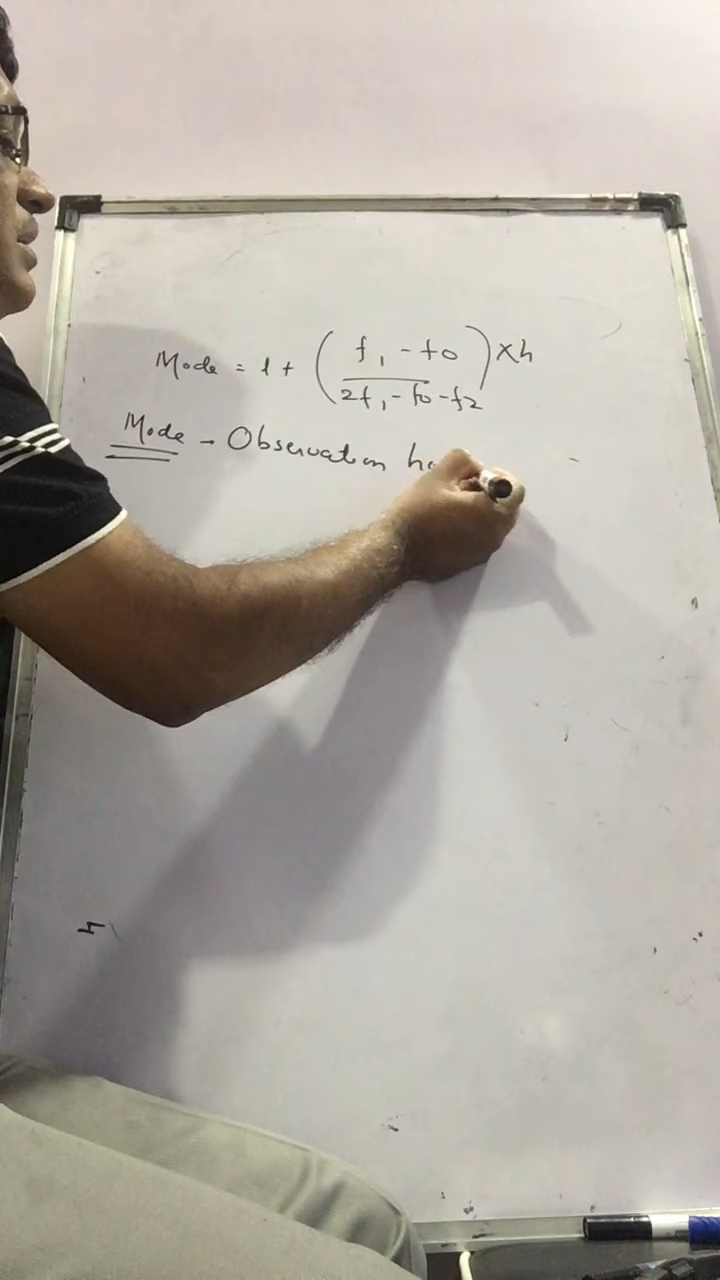 Mode = l + ( f1 - f0 / 2f1 - f0 - f2 ) × h
Mode - Observation